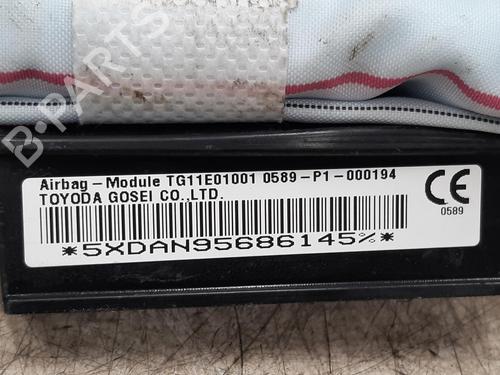 B-PARTS
Airbag-Module TG11E01001 0589-P1-000194
TOYODA GOSEI CO.,LTD.
CE
0589
*5XDAN95686145%*